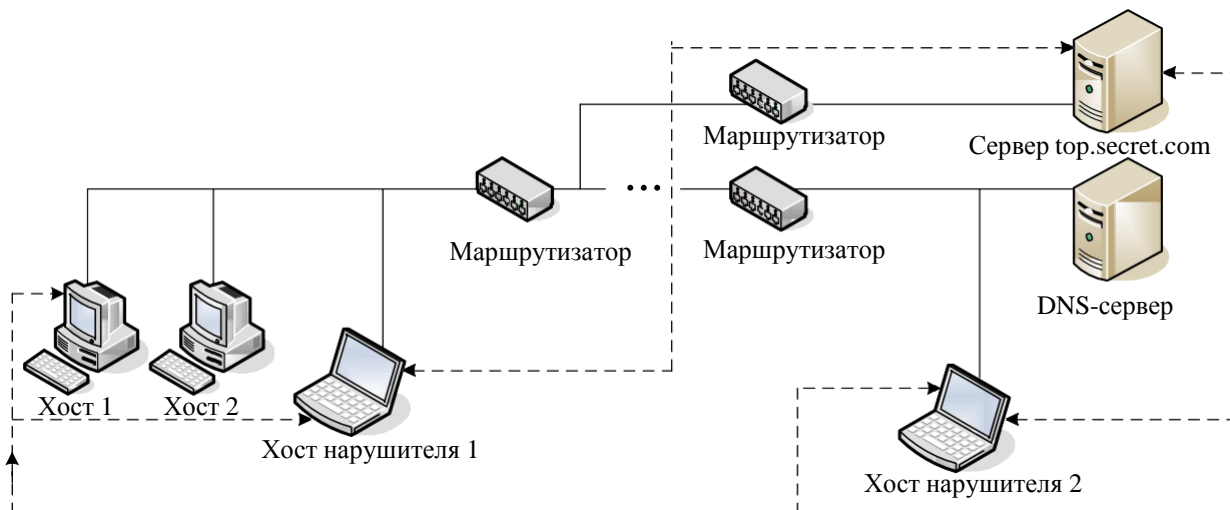 Маршрутизатор
Сервер top.secret.com
Маршрутизатор
Маршрутизатор
DNS-сервер
Хост 1
Хост 2
Хост нарушителя 1
Хост нарушителя 2